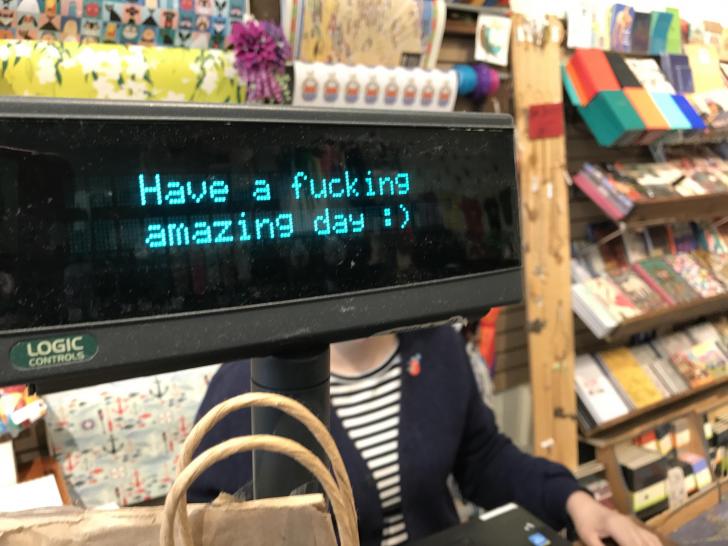 Have a fucking
amazing day :)
LOGIC
CONTROLS